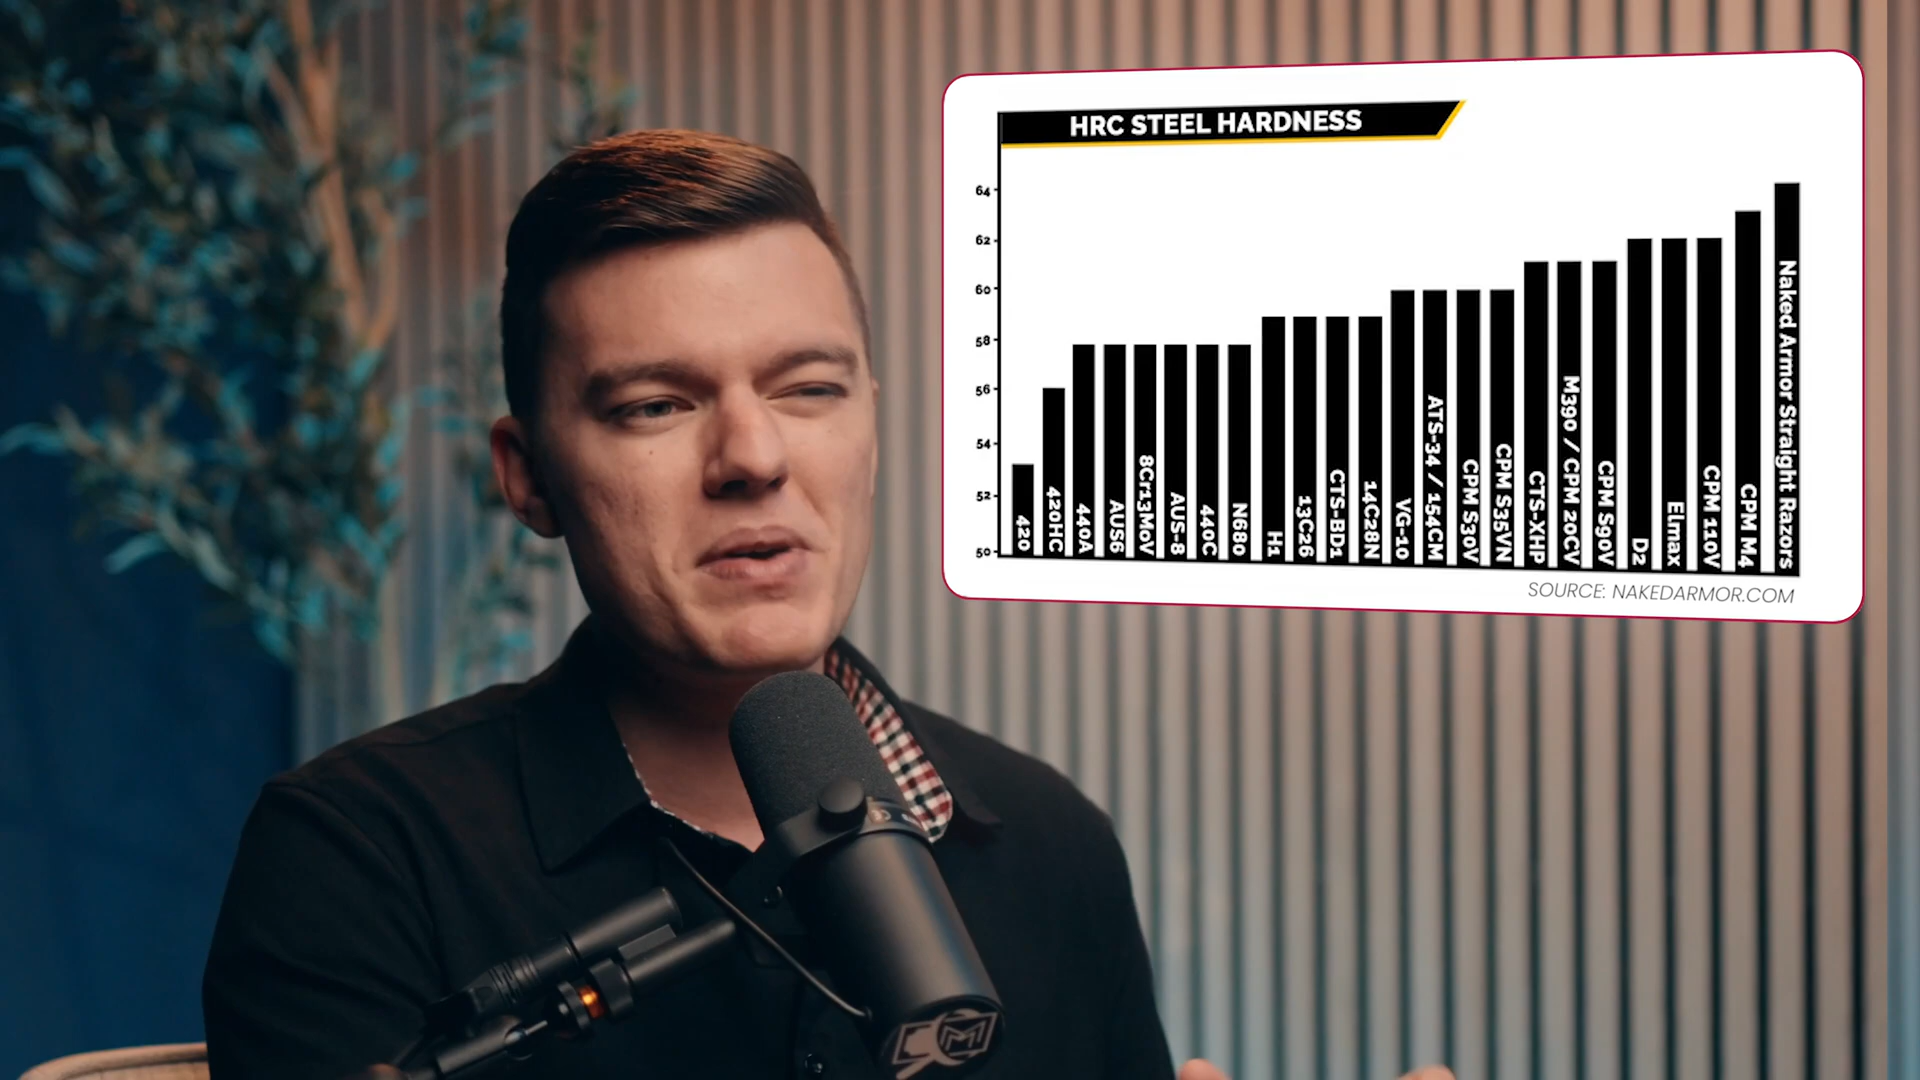 HRC STEEL HARDNESS
64
62
60
58
56
54
52
50
420
420HC
440A
AUS6
8Cr13MoV
AUS-8
440C
N680
H1
13C26
CTS-BD1
14C28N
VG-10
ATS-34 / 154CM
CPM S30V
CPM S35VN
CTS-XHP
M390 / CPM 20CV
CPM S90V
D2
Elmax
CPM 110V
CPM M4
Naked Armor Straight Razors
SOURCE: NAKEDARMOR.COM